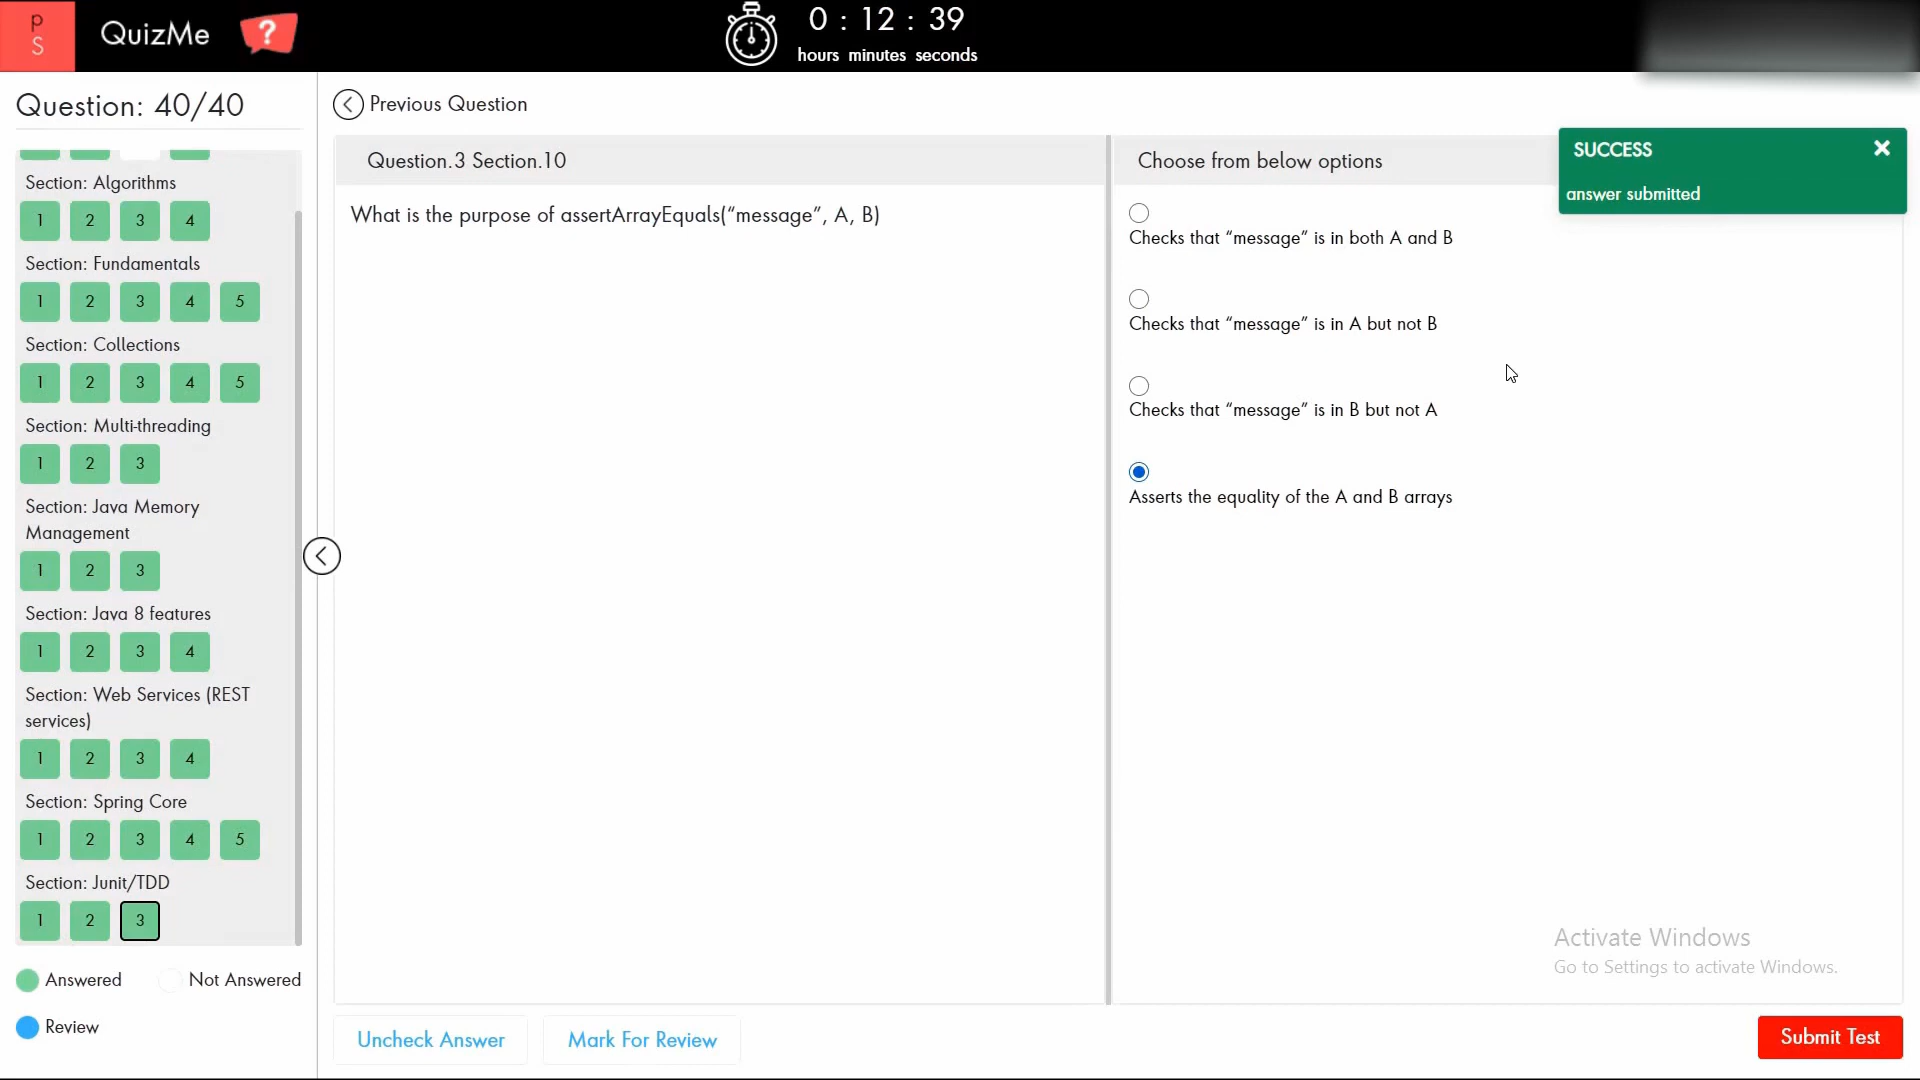 p
S
QuizMe
?
0 : 12 : 39
hours minutes seconds
Question: 40/40
Previous Question
Section: Algorithms
1 2 3 4
Section: Fundamentals
1 2 3 4 5
Section: Collections
1 2 3 4 5
Section: Multi-threading
1 2 3
Section: Java Memory
Management
1 2 3
Section: Java 8 features
1 2 3 4
Section: Web Services (REST
services)
1 2 3 4
Section: Spring Core
1 2 3 4 5
Section: Junit/TDD
1 2 3
Answered Not Answered
Review
Question.3 Section.10
What is the purpose of assertArrayEquals(“message”, A, B)
Choose from below options
SUCCESS
answer submitted
Checks that “message” is in both A and B
Checks that “message” is in A but not B
Checks that “message” is in B but not A
Asserts the equality of the A and B arrays
Activate Windows
Go to Settings to activate Windows.
Uncheck Answer Mark For Review
Submit Test